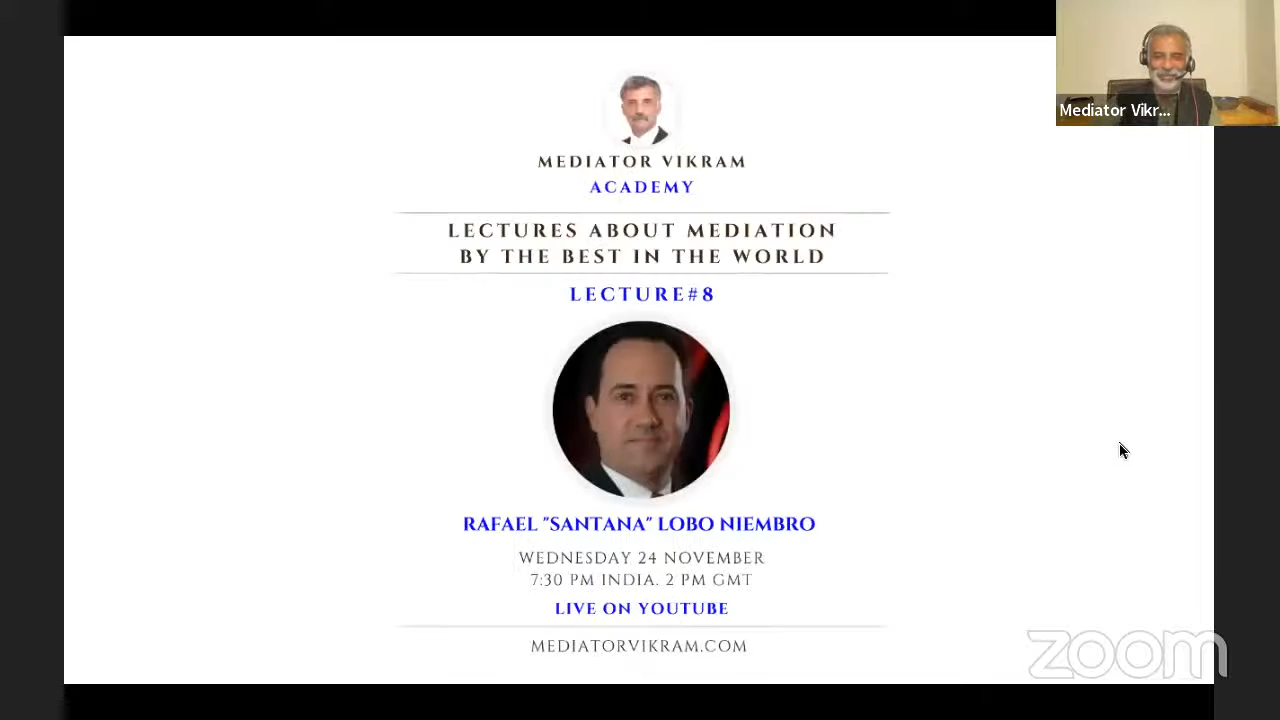 Mediator Vikr...
MEDIATOR VIKRAM
ACADEMY
LECTURES ABOUT MEDIATION
BY THE BEST IN THE WORLD
LECTURE#8
RAFAEL "SANTANA" LOBO NIEMBRO
WEDNESDAY 24 NOVEMBER
7:30 PM INDIA. 2 PM GMT
LIVE ON YOUTUBE
MEDIATORVIKRAM.COM
zoom